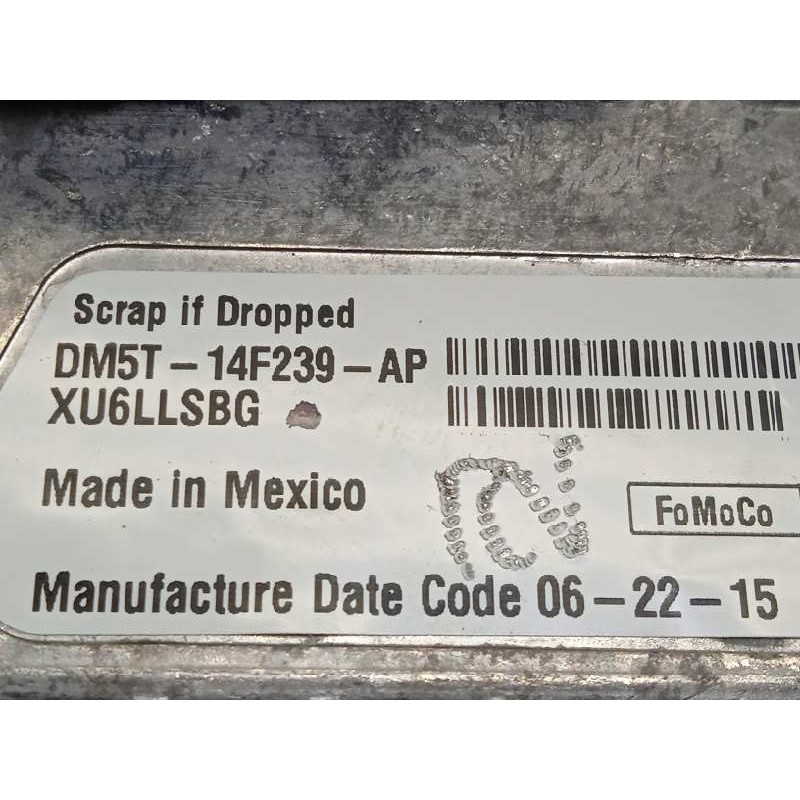 Scrap if Dropped
DM5T-14F239-AP
XU6LLSBG
Made in Mexico
FoMoCo
Manufacture Date Code 06-22-15